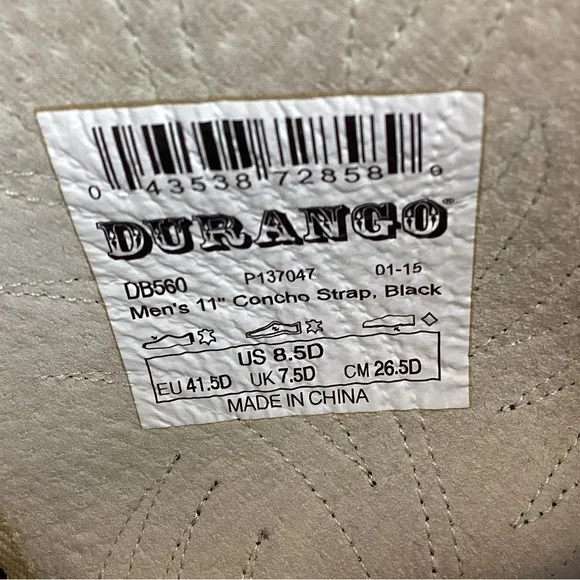 0 43538 72858 9
DURANGO®
DB560 P137047 01-15
Men's 11" Concho Strap, Black
US 8.5D
EU 41.5D UK 7.5D CM 26.5D
MADE IN CHINA